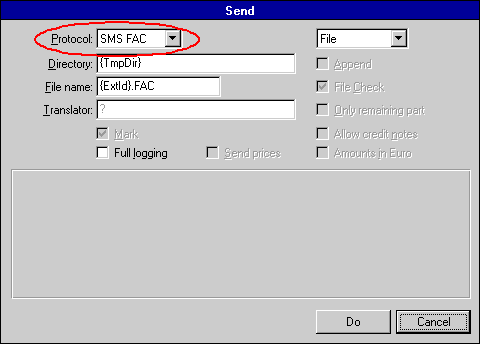 Send
Protocol: SMS FAC File
Directory: {TmpDir} Append
File name: {ExtId}.FAC File Check
Translator: ? Only remaining part
Mark Allow credit notes
Full logging Send prices Amounts in Euro
Do Cancel